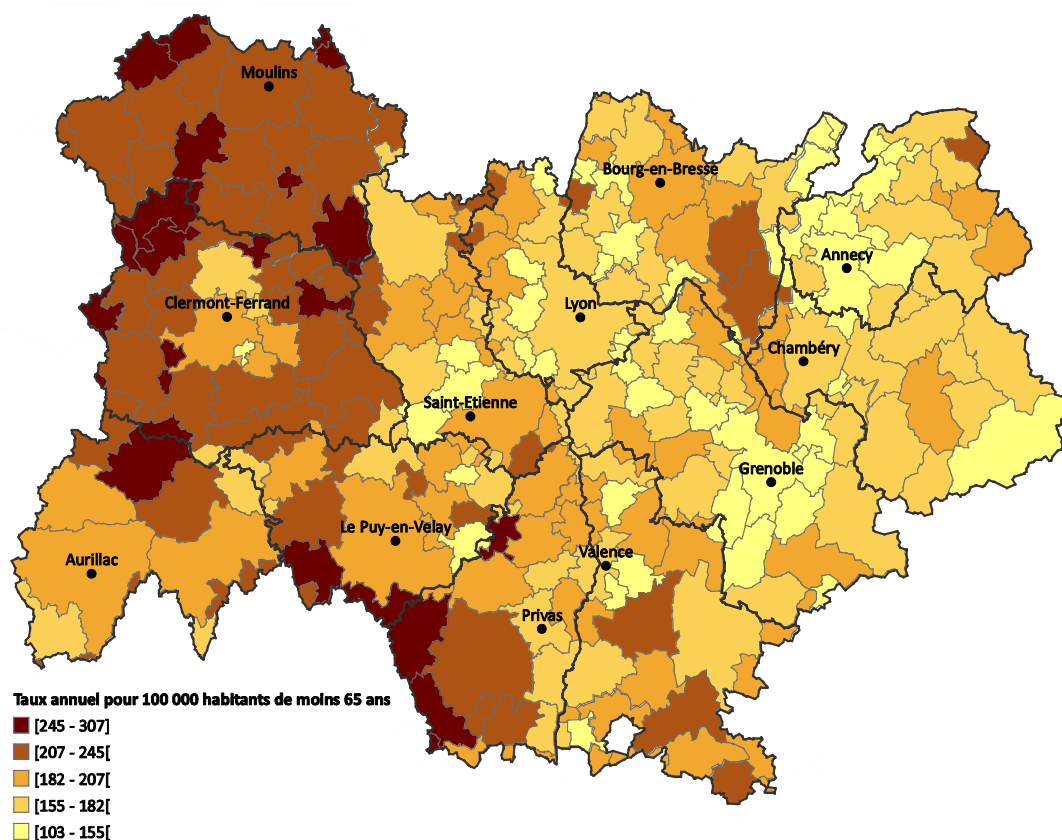 Moulins
Bourg-en-Bresse
Annecy
Clermont-Ferrand
Lyon
Chambéry
Saint-Etienne
Grenoble
Le Puy-en-Velay
Valence
Aurillac
Privas
Taux annuel pour 100 000 habitants de moins 65 ans
[245 - 307]
[207 - 245[
[182 - 207[
[155 - 182[
[103 - 155[